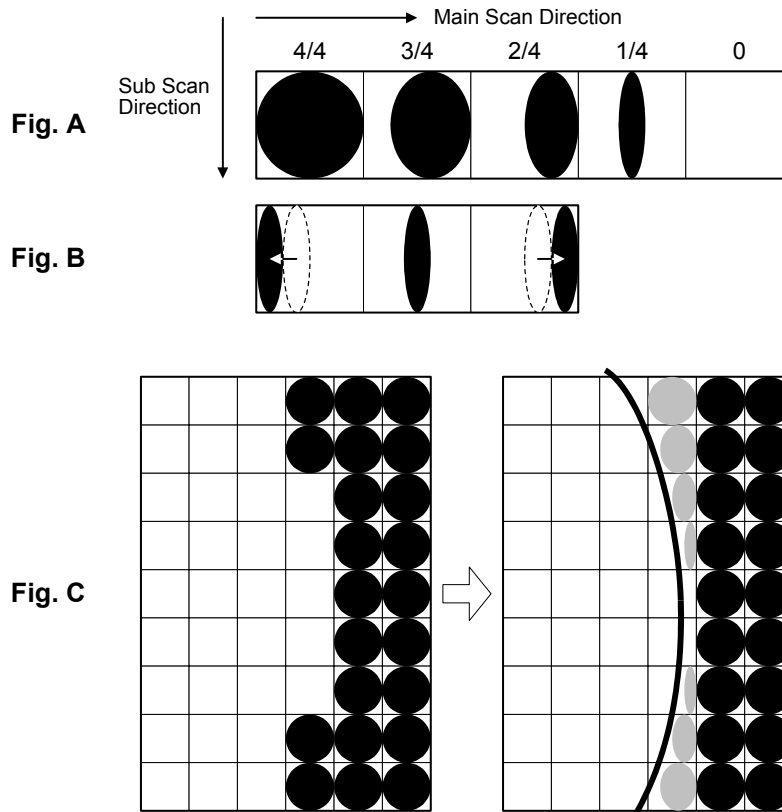 Main Scan Direction
4/4 3/4 2/4 1/4 0
Sub Scan
Direction
Fig. A
Fig. B
Fig. C